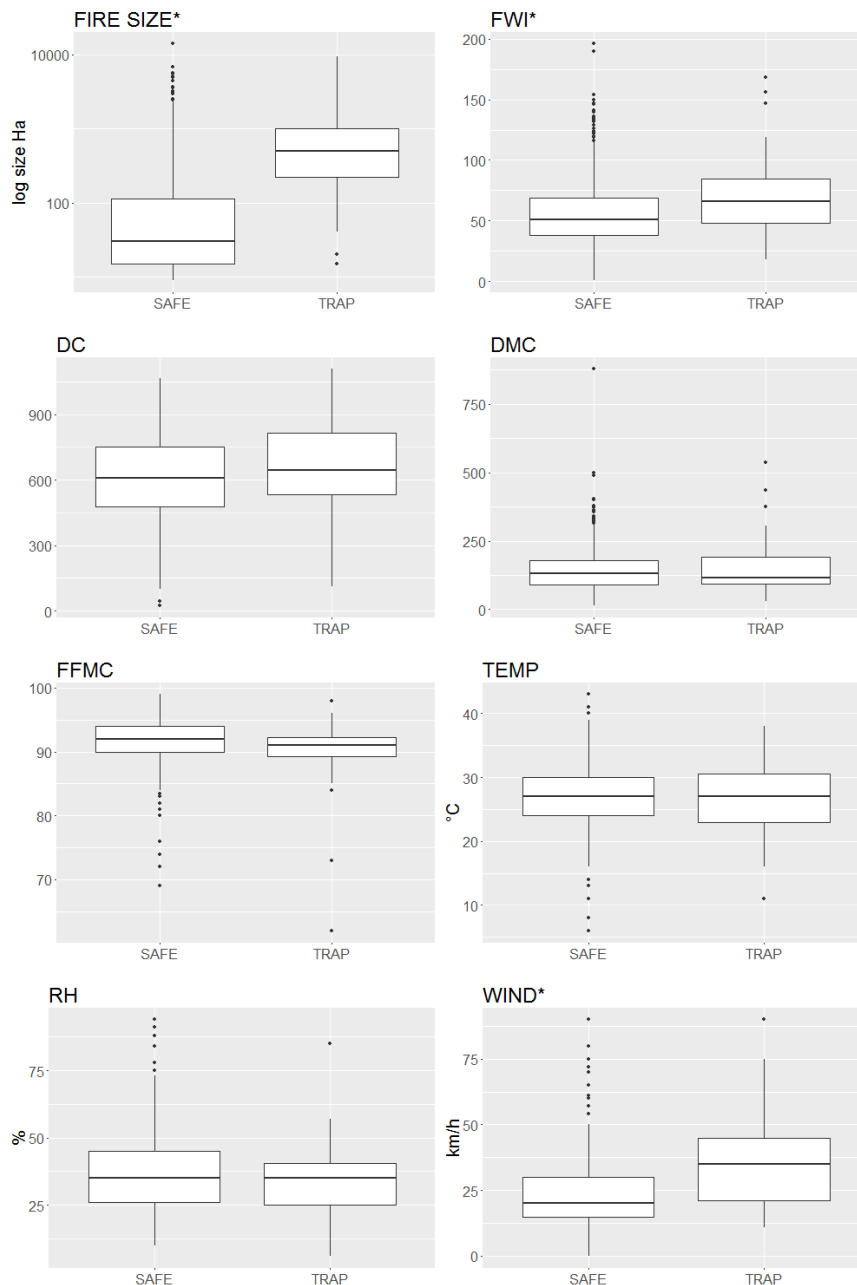 FIRE SIZE*
10000
100
log size Ha
SAFE
TRAP
FWI*
200
150
100
50
0
SAFE
TRAP
DC
900
600
300
0
SAFE
TRAP
DMC
750
500
250
0
SAFE
TRAP
FFMC
100
90
80
70
SAFE
TRAP
TEMP
40
30
20
10
°C
SAFE
TRAP
RH
75
50
25
%
SAFE
TRAP
WIND*
75
50
25
0
km/h
SAFE
TRAP